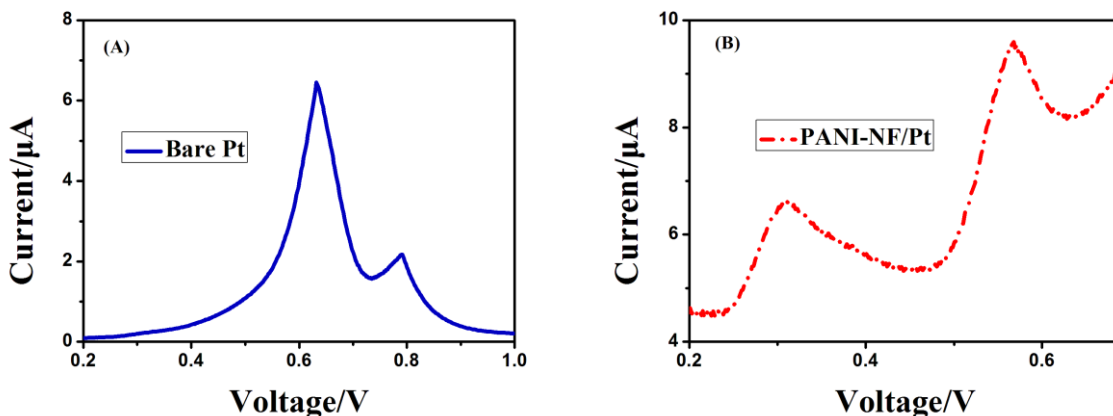 (A)
Bare Pt
Current/µA
8
6
4
2
0
0.2 0.4 0.6 0.8 1.0
Voltage/V
(B)
PANI-NF/Pt
Current/µA
10
8
6
4
0.2 0.4 0.6
Voltage/V